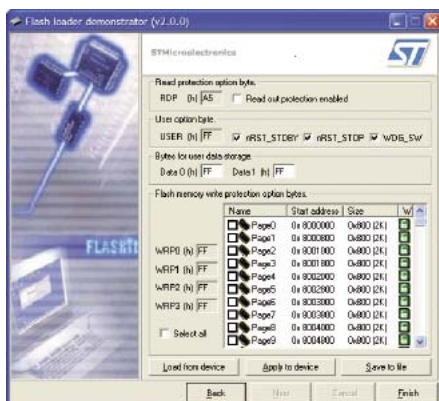 Flash loader demonstrator (v2.0.0)
STMicroelectronics
ST
Read protection option byte.
RDP (h) A5 Read out protection enabled
User option byte.
USER (h) FF nRST_STDBY nRST_STOP WDG_SW
Bytes for user data storage.
Data 0 (h) FF Data1 (h) FF
Flash memory write protection option bytes.
Name Start address Size W
Page0 0x 8000000 0x800 (2K)
Page1 0x 8000800 0x800 (2K)
Page2 0x 8001000 0x800 (2K)
Page3 0x 8001800 0x800 (2K)
Page4 0x 8002000 0x800 (2K)
Page5 0x 8002800 0x800 (2K)
Page6 0x 8003000 0x800 (2K)
Page7 0x 8003800 0x800 (2K)
Page8 0x 8004000 0x800 (2K)
Page9 0x 8004800 0x800 (2K)
WRP0 (h) FF
WRP1 (h) FF
WRP2 (h) FF
WRP3 (h) FF
Select all
Load from device Apply to device Save to file
Back Next Cancel Finish